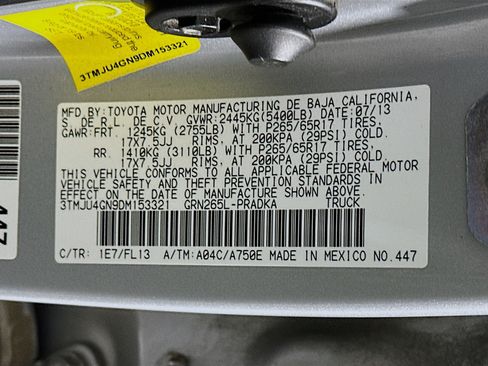 3TMJU4GN9DM153321
MFD. BY: TOYOTA MOTOR MANUFACTURING DE BAJA CALIFORNIA,
S. DE R.L. DE C.V. GVWR: 2445KG(5400LB) DATE: 07/13
GAWR: FRT. 1245KG (2755LB) WITH P265/65R17 TIRES,
17X7.5JJ RIMS, AT 200KPA (29PSI) COLD.
RR. 1410KG (3110LB) WITH P265/65R17 TIRES,
17X7.5JJ RIMS, AT 200KPA (29PSI) COLD.
THIS VEHICLE CONFORMS TO ALL APPLICABLE FEDERAL MOTOR
VEHICLE SAFETY AND THEFT PREVENTION STANDARDS IN
EFFECT ON THE DATE OF MANUFACTURE SHOWN ABOVE.
3TMJU4GN9DM153321 GRN265L-PRADKA TRUCK
C/TR: 1E7/FL13 A/TM: A04C/A750E MADE IN MEXICO NO.447
447